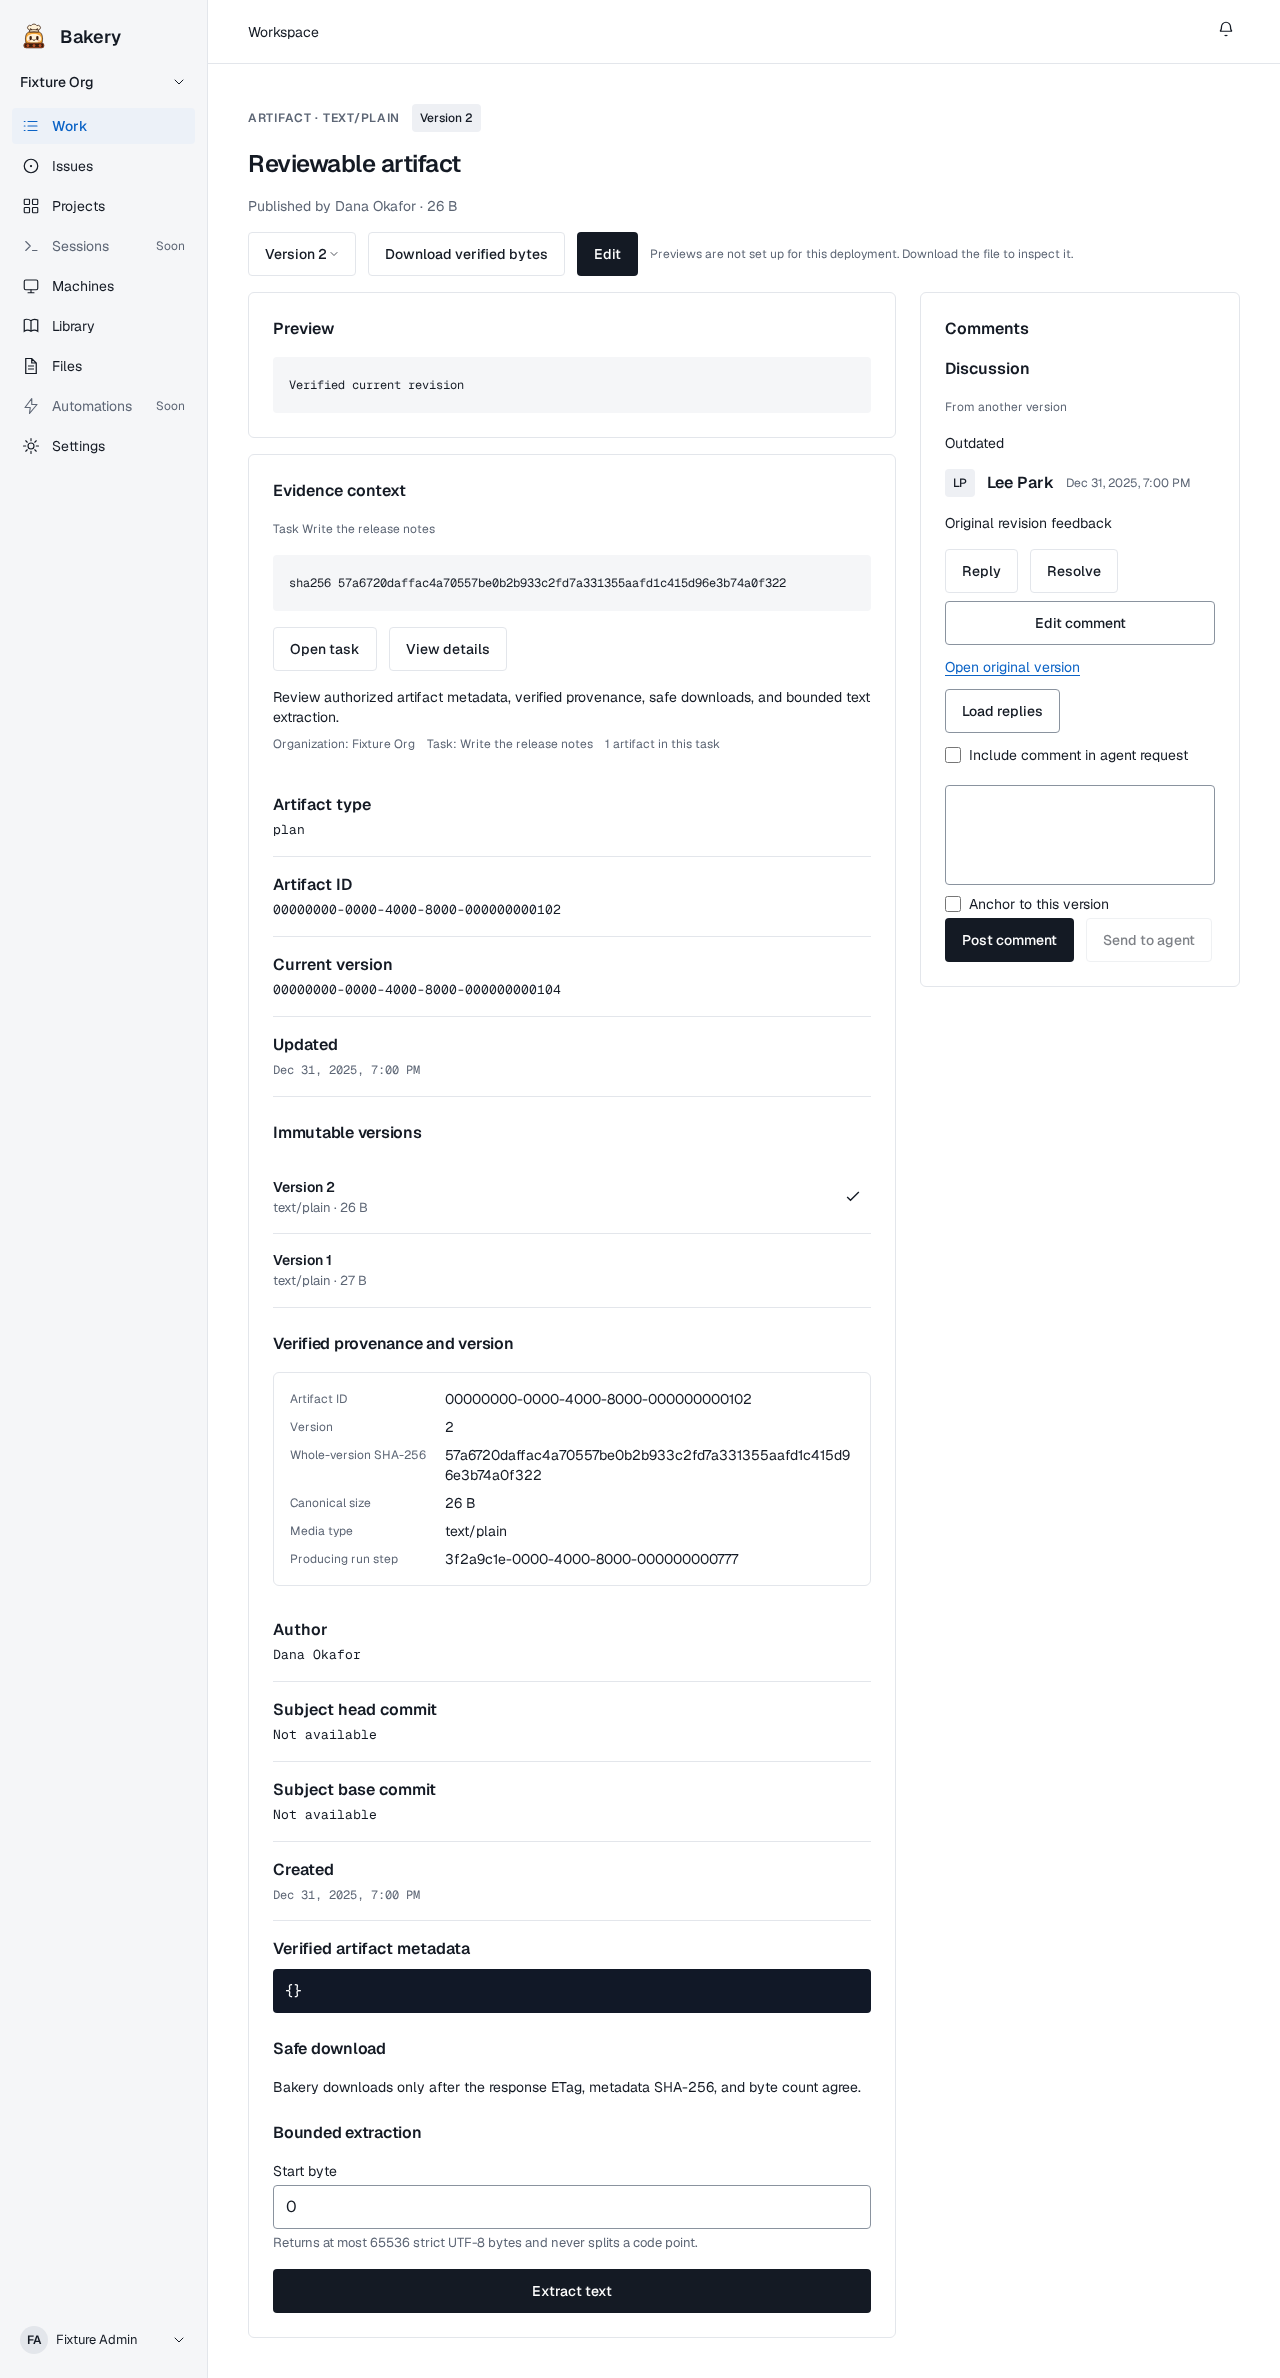 Bakery
Fixture Org
Work
Issues
Projects
Sessions Soon
Machines
Library
Files
Automations Soon
Settings
FA Fixture Admin
Workspace
ARTIFACT · TEXT/PLAIN Version 2
Reviewable artifact
Published by Dana Okafor · 26 B
Version 2 Download verified bytes Edit Previews are not set up for this deployment. Download the file to inspect it.
Preview
Verified current revision
Evidence context
Task Write the release notes
sha256 57a6720daffac4a70557be0b2b933c2fd7a331355aafd1c415d96e3b74a0f322
Open task View details
Review authorized artifact metadata, verified provenance, safe downloads, and bounded text
extraction.
Organization: Fixture Org Task: Write the release notes 1 artifact in this task
Artifact type
plan
Artifact ID
00000000-0000-4000-8000-000000000102
Current version
00000000-0000-4000-8000-000000000104
Updated
Dec 31, 2025, 7:00 PM
Immutable versions
Version 2
text/plain · 26 B
Version 1
text/plain · 27 B
Verified provenance and version
Artifact ID 00000000-0000-4000-8000-000000000102
Version 2
Whole-version SHA-256 57a6720daffac4a70557be0b2b933c2fd7a331355aafd1c415d9
6e3b74a0f322
Canonical size 26 B
Media type text/plain
Producing run step 3f2a9c1e-0000-4000-8000-000000000777
Author
Dana Okafor
Subject head commit
Not available
Subject base commit
Not available
Created
Dec 31, 2025, 7:00 PM
Verified artifact metadata
{}
Safe download
Bakery downloads only after the response ETag, metadata SHA-256, and byte count agree.
Bounded extraction
Start byte
0
Returns at most 65536 strict UTF-8 bytes and never splits a code point.
Extract text
Comments
Discussion
From another version
Outdated
LP Lee Park Dec 31, 2025, 7:00 PM
Original revision feedback
Reply Resolve
Edit comment
Open original version
Load replies
Include comment in agent request
Anchor to this version
Post comment Send to agent